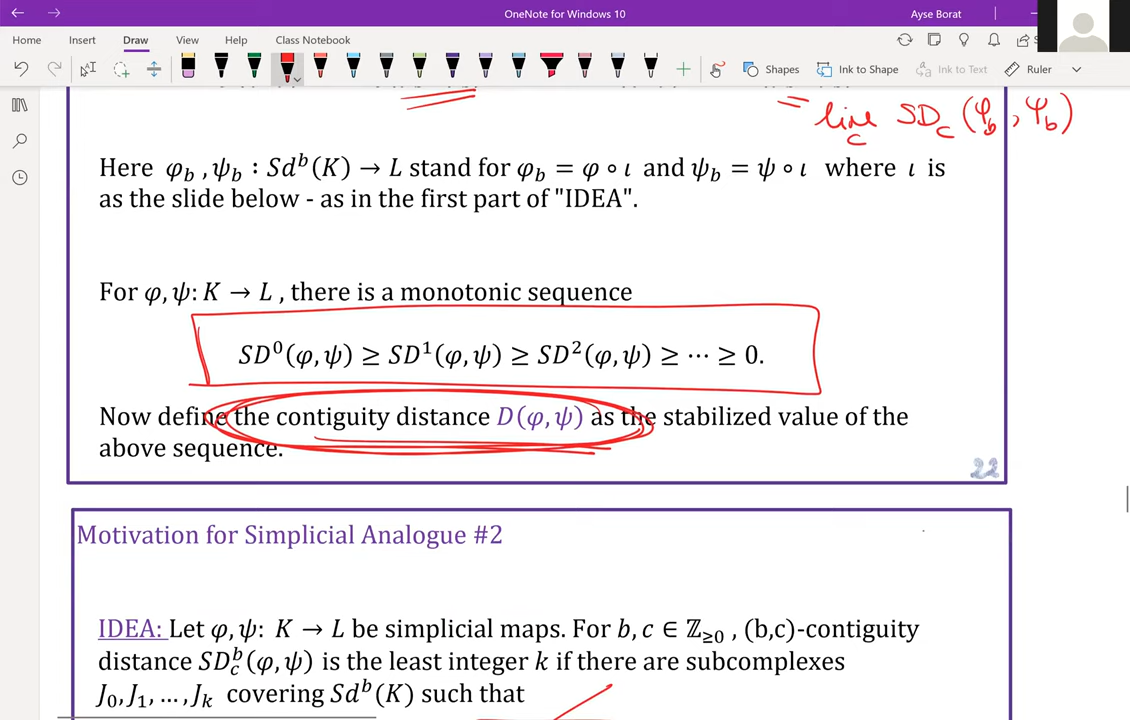 OneNote for Windows 10
Ayse Borat
Home Insert Draw View Help Class Notebook
Shapes Ink to Shape Ink to Text Ruler
= lim SD_c (φ_b, ψ_b)
c
Here φ_b , ψ_b : Sd^b(K) → L stand for φ_b = φ ∘ ι and ψ_b = ψ ∘ ι where ι is
as the slide below - as in the first part of "IDEA".
For φ, ψ: K → L , there is a monotonic sequence
SD^0(φ, ψ) ≥ SD^1(φ, ψ) ≥ SD^2(φ, ψ) ≥ ⋯ ≥ 0.
Now define the contiguity distance D(φ, ψ) as the stabilized value of the
above sequence.
22
Motivation for Simplicial Analogue #2
IDEA: Let φ, ψ: K → L be simplicial maps. For b, c ∈ ℤ_≥0 , (b,c)-contiguity
distance SD_c^b(φ, ψ) is the least integer k if there are subcomplexes
J_0, J_1, … , J_k covering Sd^b(K) such that